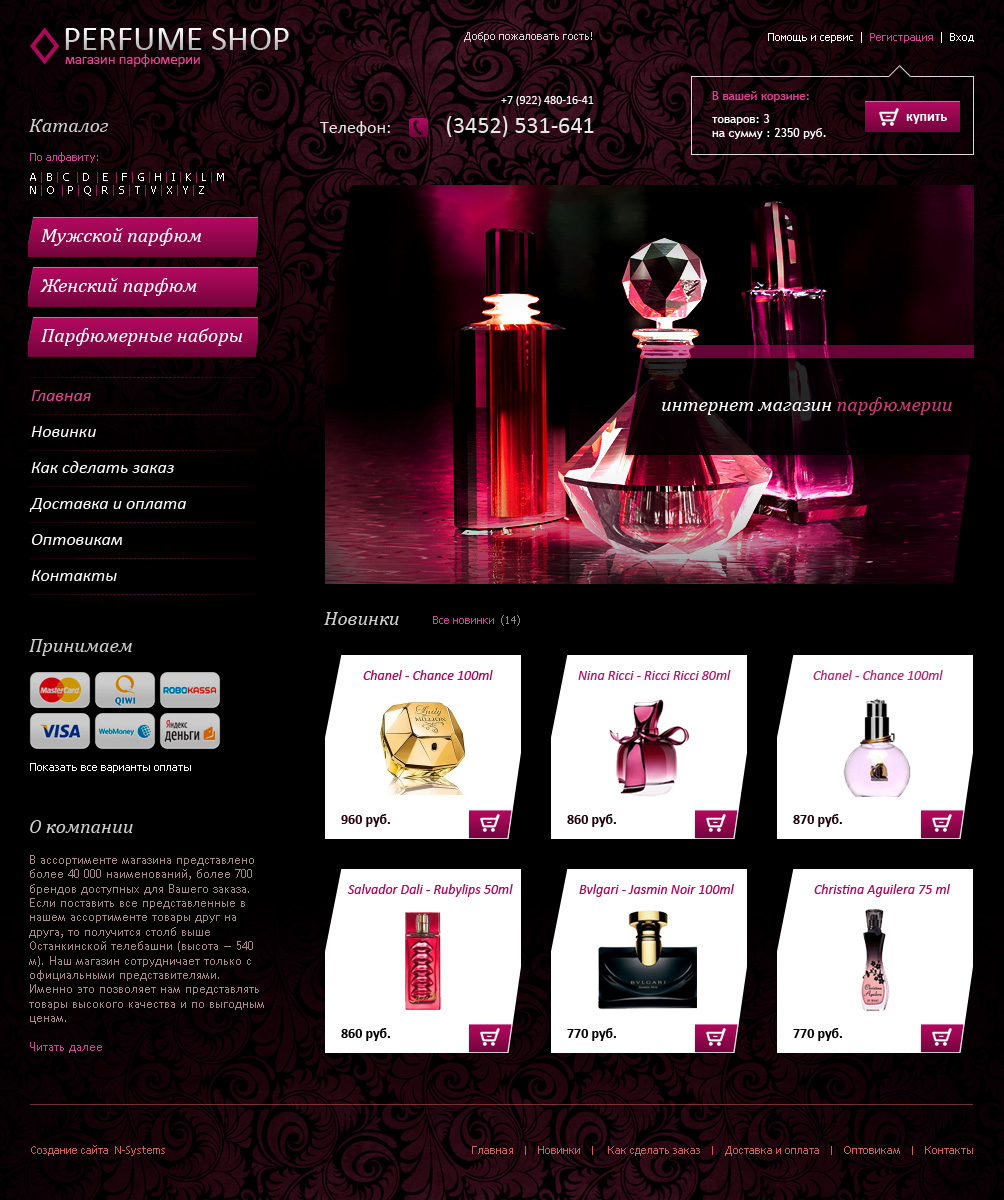 PERFUME SHOP
магазин парфюмерии
Добро пожаловать гость!
Помощь и сервис | Регистрация | Вход
+7 (922) 480-16-41
Телефон: (3452) 531-641
В вашей корзине:
товаров: 3
на сумму : 2350 руб.
купить
Каталог
По алфавиту:
A | B | C | D | E | F | G | H | I | K | L | M
N | O | P | Q | R | S | T | V | X | Y | Z
Мужской парфюм
Женский парфюм
Парфюмерные наборы
Главная
Новинки
Как сделать заказ
Доставка и оплата
Оптовикам
Контакты
интернет магазин парфюмерии
Принимаем
MasterCard
QIWI
ROBOKASSA
VISA
WebMoney
Яндекс
деньги
Показать все варианты оплаты
О компании
В ассортименте магазина представлено
более 40 000 наименований, более 700
брендов доступных для Вашего заказа.
Если поставить все представленные в
нашем ассортименте товары друг на
друга, то получится столб выше
Останкинской телебашни (высота – 540
м). Наш магазин сотрудничает только с
официальными представителями.
Именно это позволяет нам представлять
товары высокого качества и по выгодным
ценам.
Читать далее
Новинки
Все новинки (14)
Chanel - Chance 100ml
Lady
MILLION
960 руб.
Nina Ricci - Ricci Ricci 80ml
860 руб.
Chanel - Chance 100ml
870 руб.
Salvador Dali - Rubylips 50ml
860 руб.
Bvlgari - Jasmin Noir 100ml
BVLGARI
770 руб.
Christina Aguilera 75 ml
Christina
Aguilera
770 руб.
Создание сайта N-Systems
Главная | Новинки | Как сделать заказ | Доставка и оплата | Оптовикам | Контакты